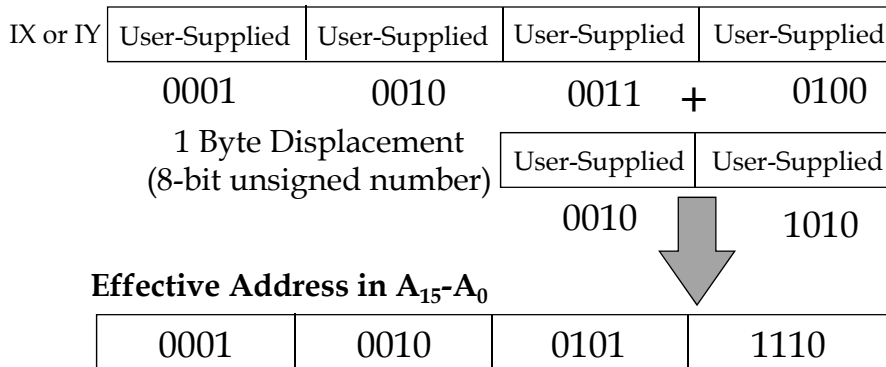 IX or IY User-Supplied User-Supplied User-Supplied User-Supplied
0001 0010 0011 + 0100
1 Byte Displacement
(8-bit unsigned number) User-Supplied User-Supplied
0010 1010
Effective Address in A₁₅-A₀
0001 0010 0101 1110